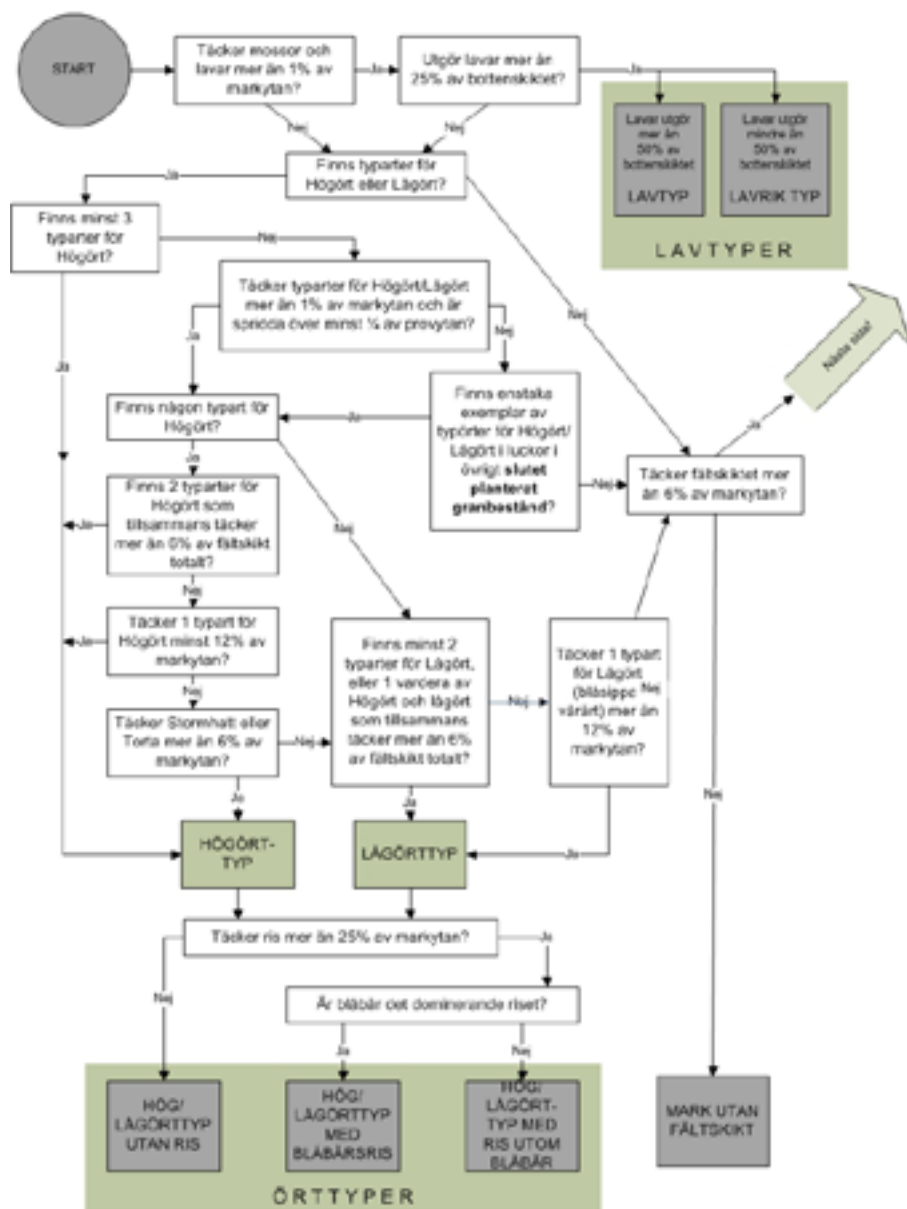 START
Täcker mossor och
lavar mer än 1% av
markytan?
Ja
Utgör lavar mer än
25% av bottenskiktet?
Ja
Nej
Nej
Lavar utgör
mer än
50% av
bottenskiktet
LAVTYP
Lavar utgör
mindre än
50% av
bottenskiktet
LAVRIK TYP
LAVTYPER
Finns typarter för
Högört eller Lågört?
Ja
Nej
Finns minst 3
typarter för
Högört?
Nej
Ja
Täcker typarter för Högört/Lågört
mer än 1% av markytan och är
spridda över minst ¼ av provytan?
Ja
Nej
Nästa sida!
Finns någon typart för
Högört?
Ja
Finns enstaka
exemplar av
typörter för Högört/
Lågört i luckor i
övrigt slutet
planterat
granbestånd?
Nej
Ja
Täcker fältskiktet mer
än 6% av markytan?
Ja
Nej
Finns 2 typarter för
Högört som
tillsammans täcker
mer än 6% av fältskikt
totalt?
Ja
Nej
Nej
Täcker 1 typart för
Högört minst 12% av
markytan?
Ja
Nej
Täcker Stormhatt eller
Torta mer än 6% av
markytan?
Nej
Ja
Finns minst 2
typarter för Lågört,
eller 1 vardera av
Högört och lågört
som tillsammans
täcker mer än 6%
av fältskikt totalt?
Nej
Ja
Täcker 1 typart
för Lågört
(blåsippa Nej
vårärt) mer än
12% av
markytan?
Ja
HÖGÖRT-
TYP
LÅGÖRTTYP
Täcker ris mer än 25% av markytan?
Nej
Ja
Är blåbär det dominerande riset?
Ja
Nej
HÖG/
LÅGÖRTTYP
UTAN RIS
HÖG/
LÅGÖRTTYP
MED
BLÅBÄRSRIS
HÖG/
LÅGÖRT-
TYP MED
RIS UTOM
BLÅBÄR
MARK UTAN
FÄLTSKIKT
ÖRTTYPER